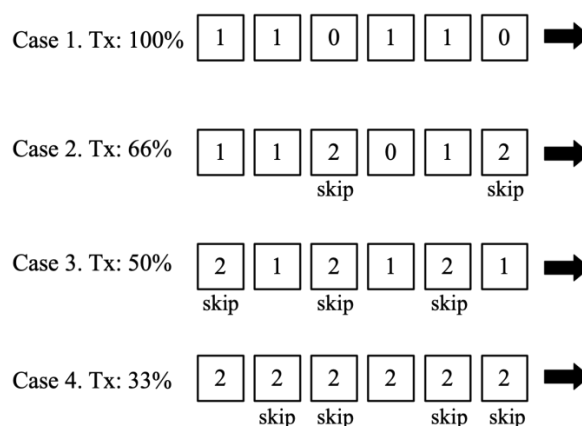 Case 1. Tx: 100% 1 1 0 1 1 0
Case 2. Tx: 66% 1 1 2 0 1 2
skip skip
Case 3. Tx: 50% 2 1 2 1 2 1
skip skip skip
Case 4. Tx: 33% 2 2 2 2 2 2
skip skip skip skip